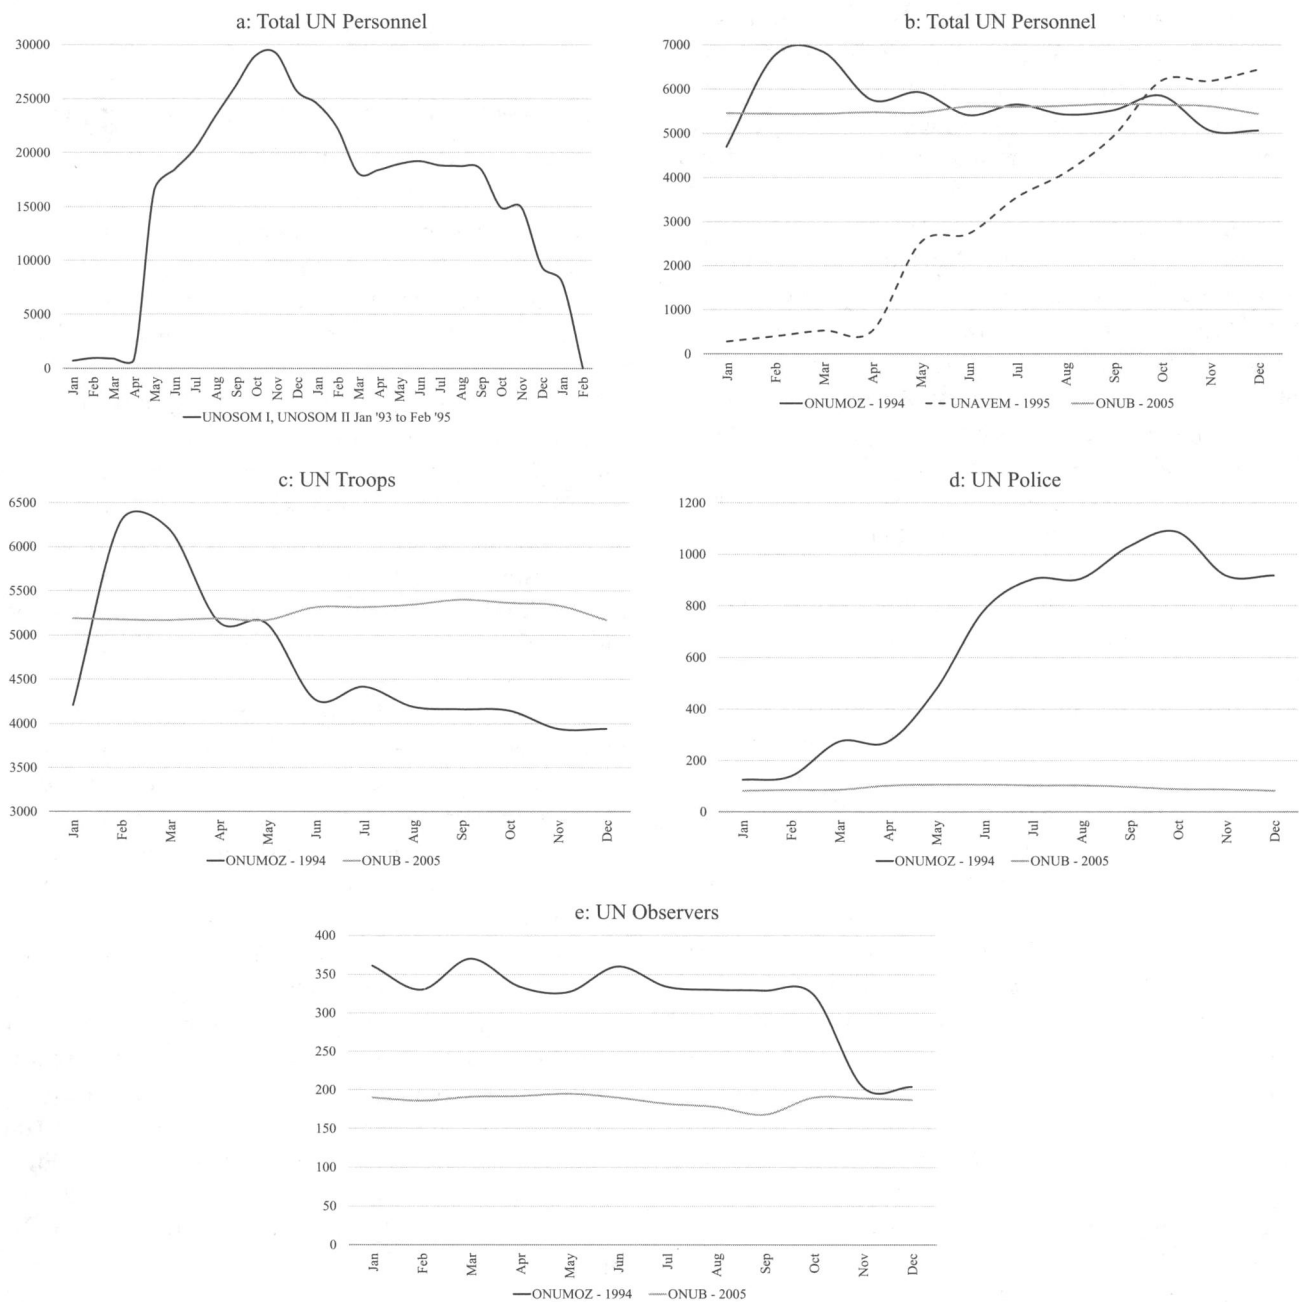 a: Total UN Personnel
30000
25000
20000
15000
10000
5000
0
Jan Feb Mar Apr May Jun Jul Aug Sep Oct Nov Dec Jan Feb Mar Apr May Jun Jul Aug Sep Oct Nov Dec Jan Feb
UNOSOM I, UNOSOM II Jan '93 to Feb '95
b: Total UN Personnel
7000
6000
5000
4000
3000
2000
1000
0
Jan Feb Mar Apr May Jun Jul Aug Sep Oct Nov Dec
ONUMOZ - 1994 UNAVEM - 1995 ONUB - 2005
c: UN Troops
6500
6000
5500
5000
4500
4000
3500
3000
Jan Feb Mar Apr May Jun Jul Aug Sep Oct Nov Dec
ONUMOZ - 1994 ONUB - 2005
d: UN Police
1200
1000
800
600
400
200
0
Jan Feb Mar Apr May Jun Jul Aug Sep Oct Nov Dec
ONUMOZ - 1994 ONUB - 2005
e: UN Observers
400
350
300
250
200
150
100
50
0
Jan Feb Mar Apr May Jun Jul Aug Sep Oct Nov Dec
ONUMOZ - 1994 ONUB - 2005